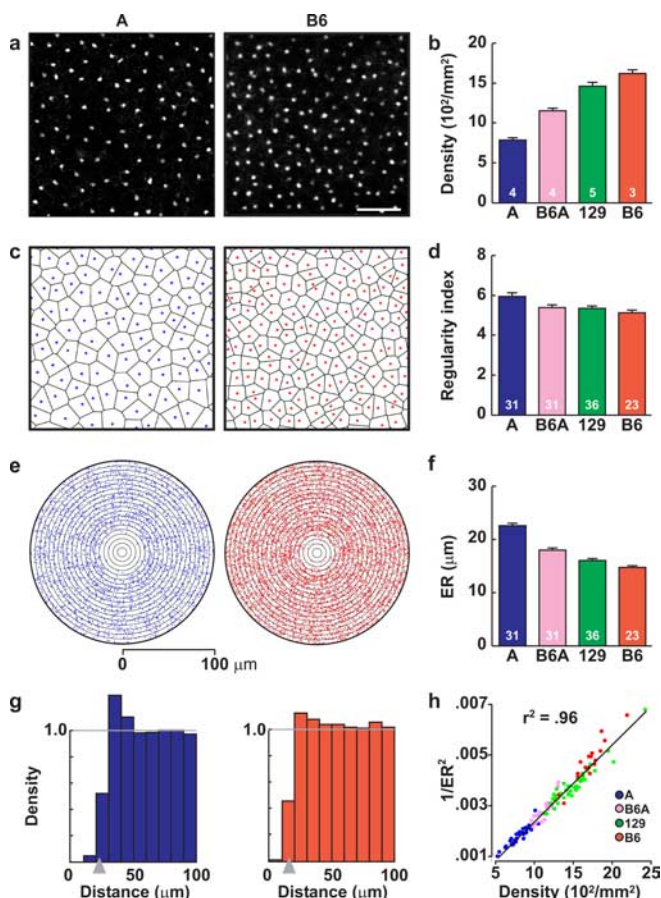 A B6
a
b
Density (10²/mm²)
20
15
10
5
0
4 4 5 3
A B6A 129 B6
c
d
Regularity index
8
6
4
2
0
31 31 36 23
A B6A 129 B6
e
0 100 μm
f
ER (μm)
30
20
10
0
31 31 36 23
A B6A 129 B6
g
Density
1.0
0 100
Distance (μm)
1.0
0 100
Distance (μm)
h
1/ER²
.007
.005
.003
.001
r² = .96
A
B6A
129
B6
5 10 15 20 25
Density (10²/mm²)